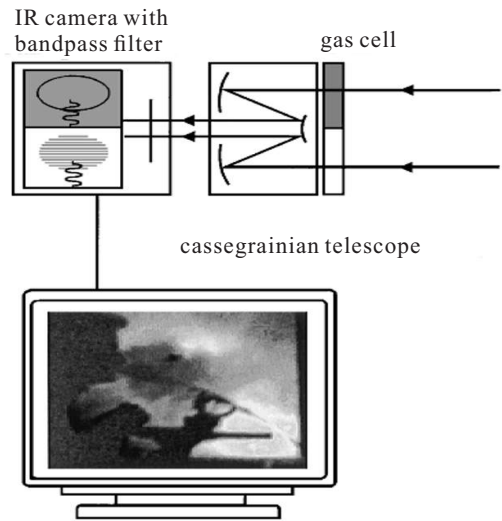 IR camera with
bandpass filter
gas cell
cassegrainian telescope